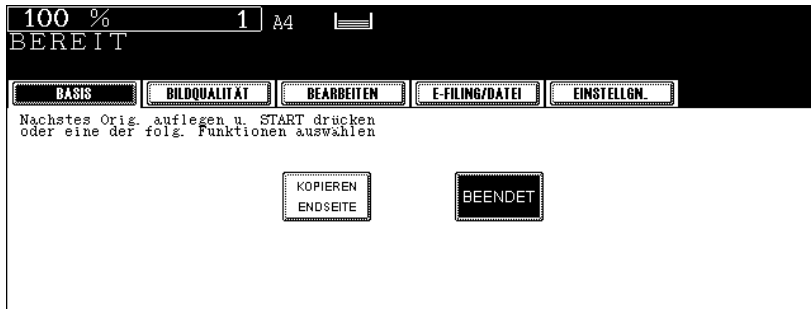 100 % 1 A4
BEREIT
BASIS BILDQUALITÄT BEARBEITEN E-FILING/DATEI EINSTELLGN.
Nachstes Orig. auflegen u. START drücken
oder eine der folg. Funktionen auswählen
KOPIEREN
ENDSEITE
BEENDET